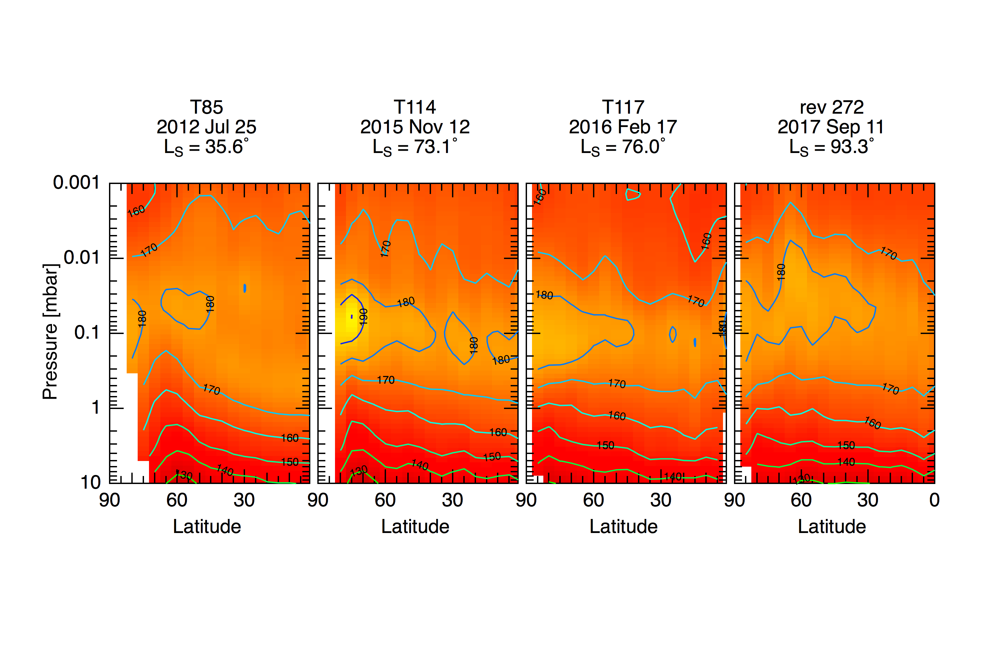 T85
2012 Jul 25
LS = 35.6°
T114
2015 Nov 12
LS = 73.1°
T117
2016 Feb 17
LS = 76.0°
rev 272
2017 Sep 11
LS = 93.3°
Pressure [mbar]
0.001
0.01
0.1
1
10
160
170
180
180
170
160
150
140
130
170
180
190
180
180
170
160
150
140
130
160
160
180
170
180
170
160
150
140
170
180
170
160
150
140
130
90 60 30 90 60 30 90 60 30 90 60 30 0
Latitude Latitude Latitude Latitude